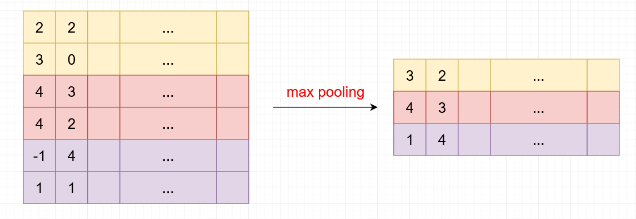 2 2 ...
3 0 ...
4 3 ...
4 2 ...
-1 4 ...
1 1 ...
max pooling
3 2 ...
4 3 ...
1 4 ...